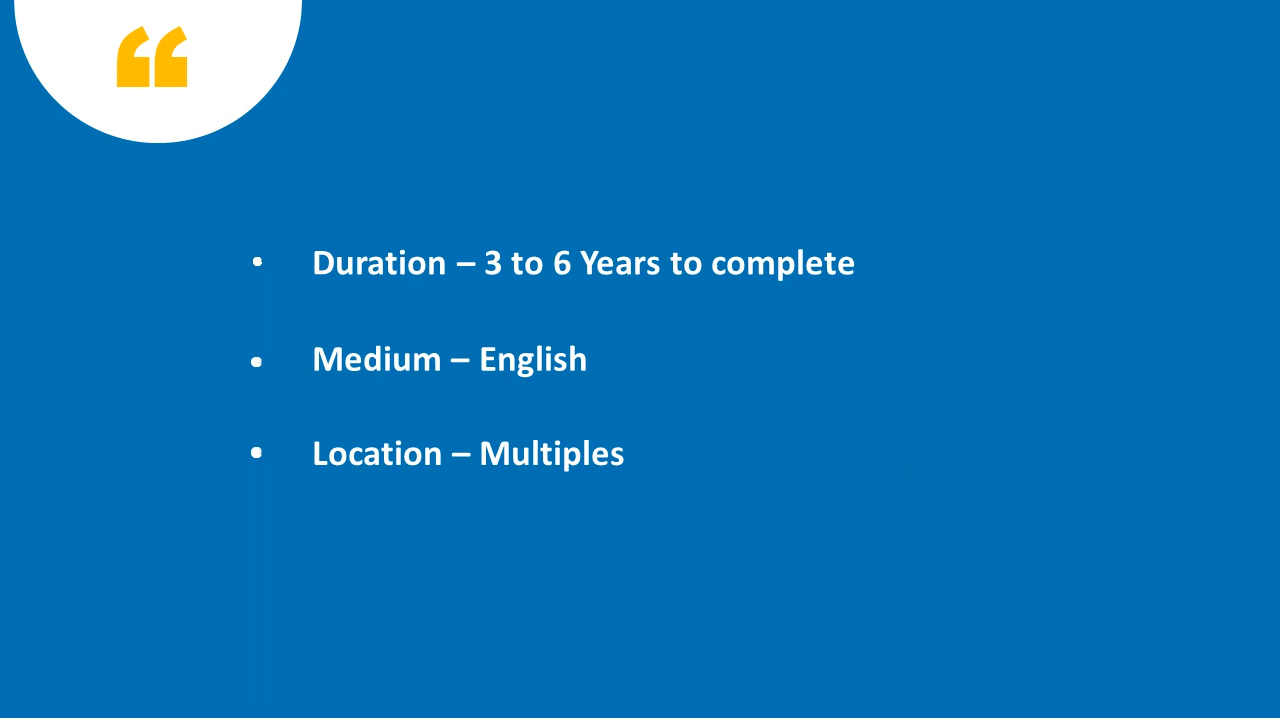 “
• Duration – 3 to 6 Years to complete
• Medium – English
• Location – Multiples